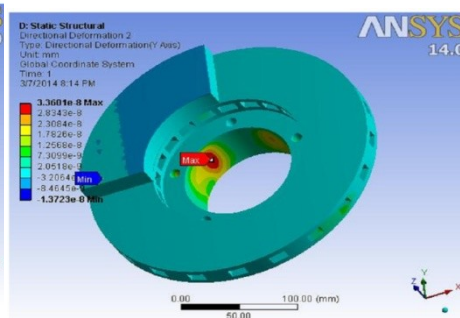 D: Static Structural
Directional Deformation 2
Type: Directional Deformation(Y Axis)
Unit: mm
Global Coordinate System
Time: 1
3/7/2014 8:14 PM
3.3601e-8 Max
2.8343e-8
2.3084e-8
1.7826e-8
1.2568e-8
7.3099e-9
2.0518e-9
-3.2064e-
-8.4645e-
-1.3723e-8 Min
Min
Max
ANSYS
14.0
0.00
100.00 (mm)
50.00
Z
Y
X